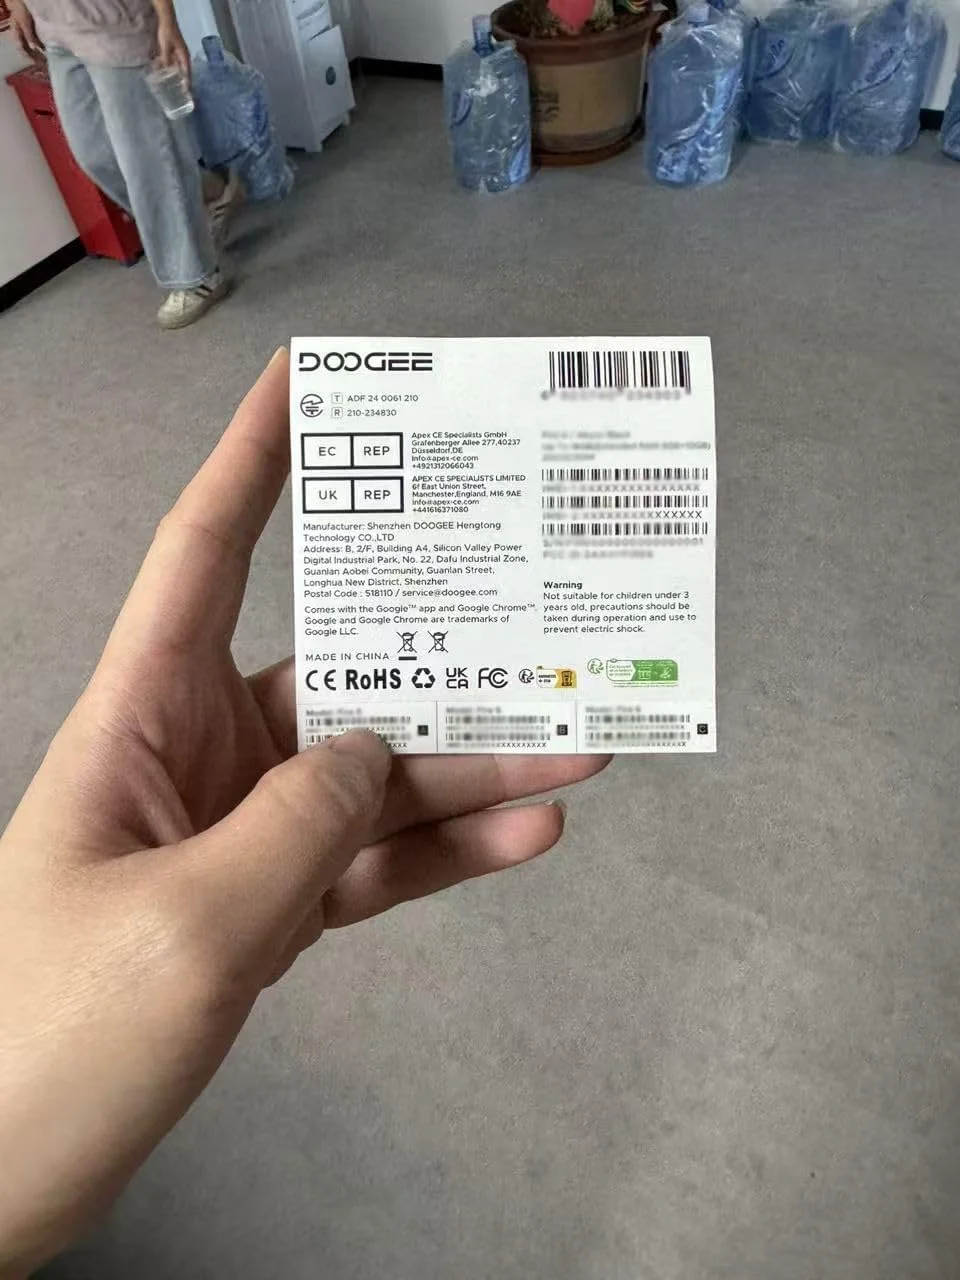 DOOGEE
T ADF 24 0061 210
R 210-234830
EC REP
Apex CE Specialists GmbH
Grafenberger Allee 277,40237
Düsseldorf,DE
Info@apex-ce.com
+4921312066043
UK REP
APEX CE SPECIALISTS LIMITED
6f East Union Street,
Manchester,England, M16 9AE
Info@apex-ce.com
+441616371080
Manufacturer: Shenzhen DOOGEE Hengtong
Technology CO.,LTD
Address: B, 2/F, Building A4, Silicon Valley Power
Digital Industrial Park, No. 22, Dafu Industrial Zone,
Guanlan Aobei Community, Guanlan Street,
Longhua New District, Shenzhen
Postal Code : 518110 / service@doogee.com
Comes with the Google™ app and Google Chrome™.
Google and Google Chrome are trademarks of
Google LLC.
MADE IN CHINA
CE RoHS UK CA FC
Warning
Not suitable for children under 3
years old, precautions should be
taken during operation and use to
prevent electric shock.
A
B
C